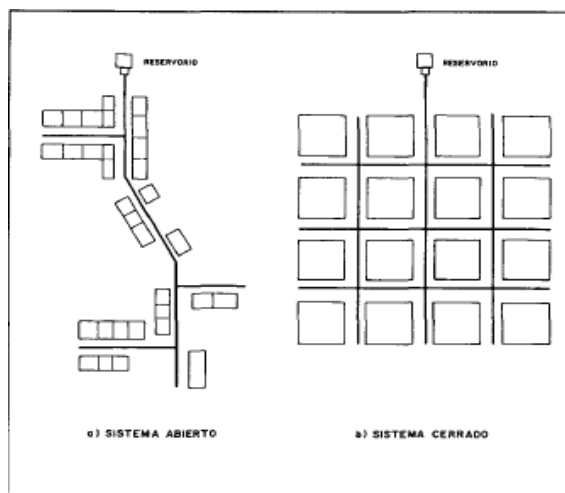 RESERVORIO
RESERVORIO
a) SISTEMA ABIERTO
b) SISTEMA CERRADO